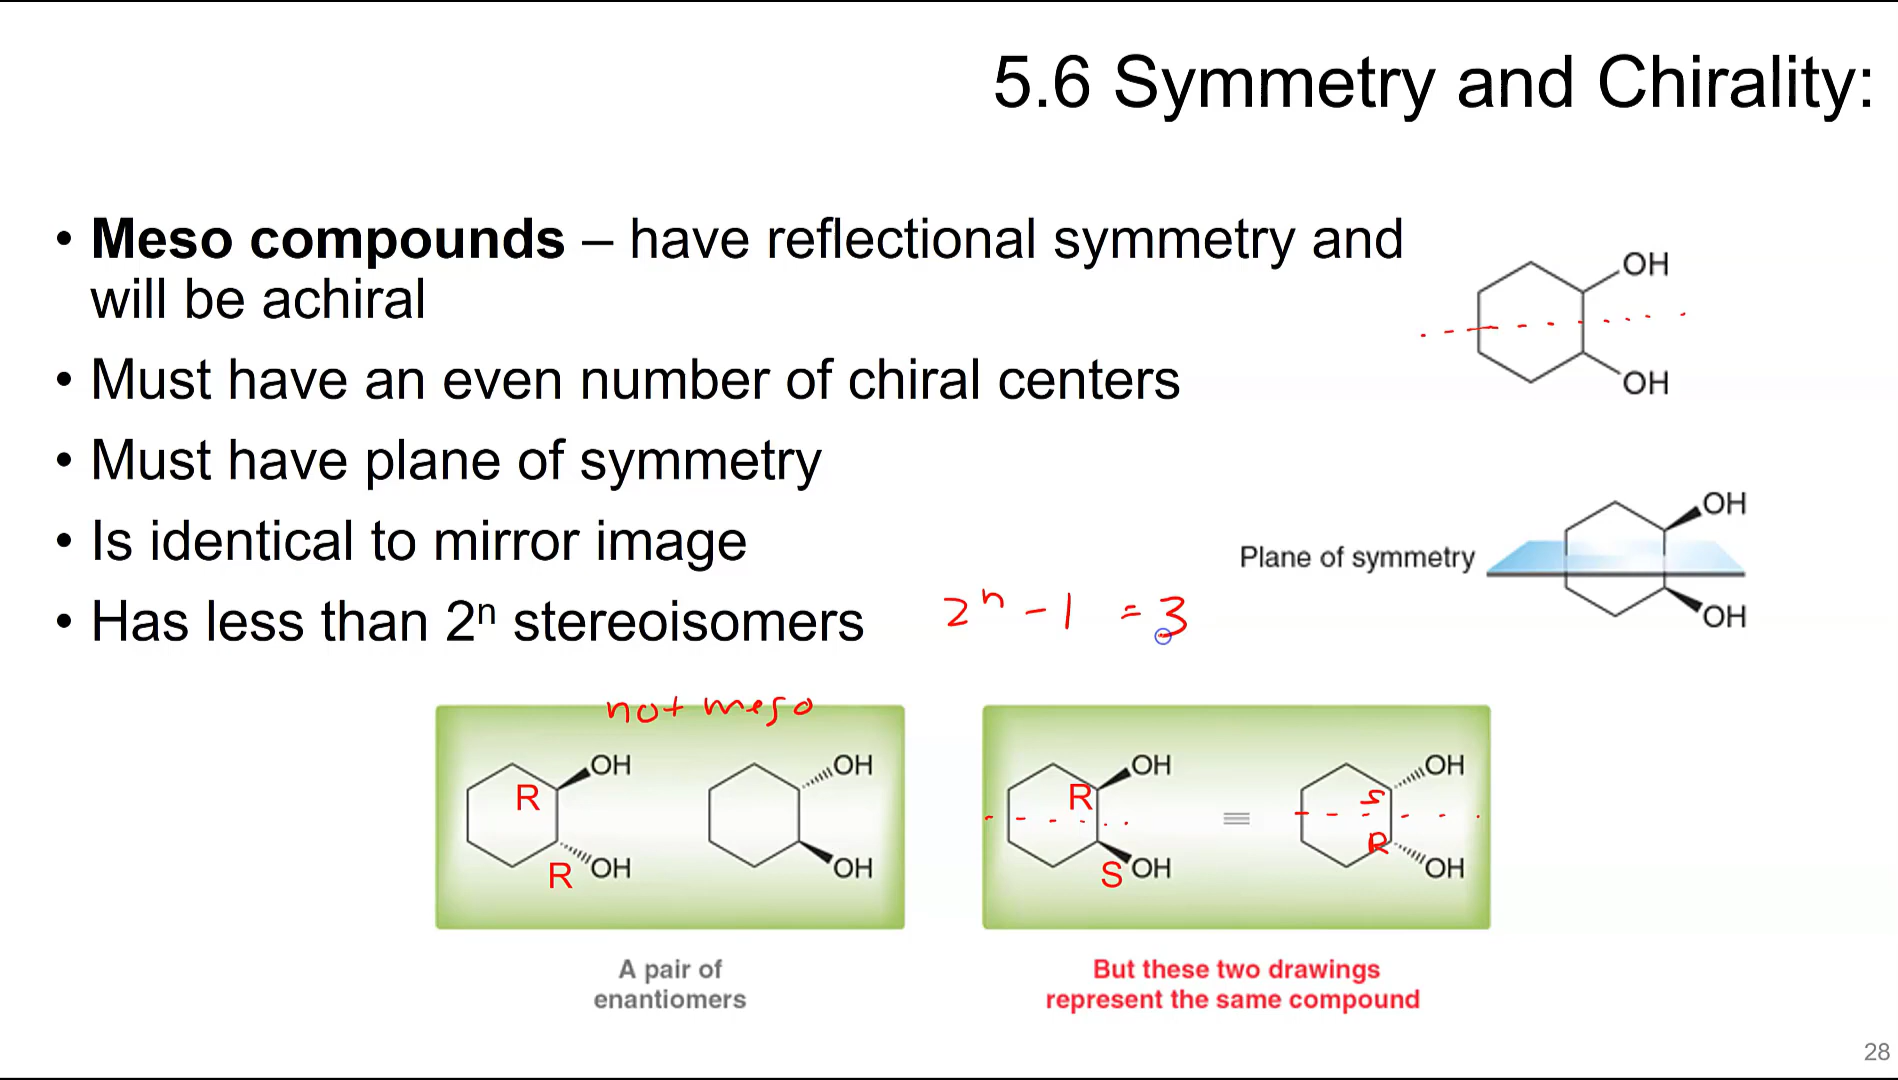 5.6 Symmetry and Chirality:
• Meso compounds – have reflectional symmetry and
will be achiral
• Must have an even number of chiral centers
• Must have plane of symmetry
• Is identical to mirror image
• Has less than 2ⁿ stereoisomers
2ⁿ - 1 = 3
OH
OH
Plane of symmetry
OH
OH
not meso
OH
R
R
OH
OH
OH
A pair of
enantiomers
OH
R
S
OH
≡
OH
S
R
OH
But these two drawings
represent the same compound
28